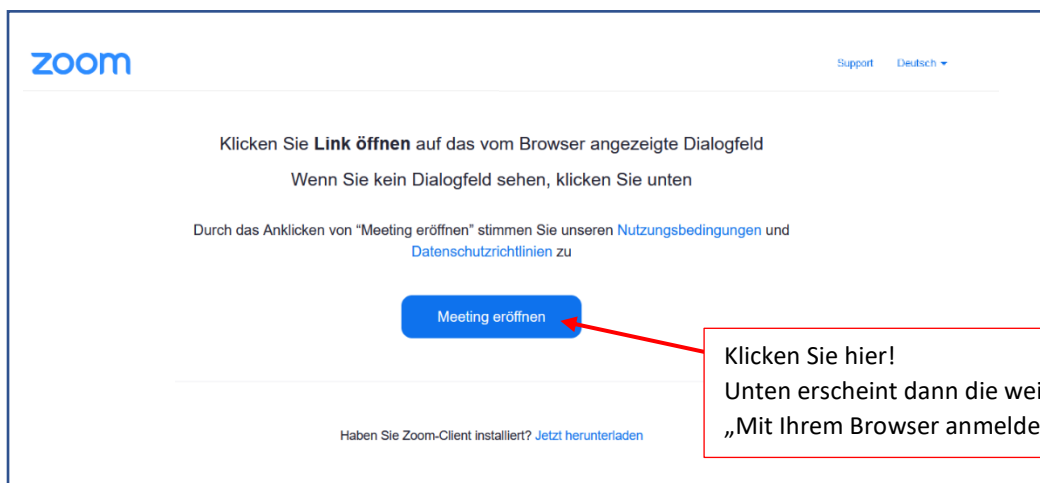 zoom
Support Deutsch
Klicken Sie Link öffnen auf das vom Browser angezeigte Dialogfeld
Wenn Sie kein Dialogfeld sehen, klicken Sie unten
Durch das Anklicken von “Meeting eröffnen” stimmen Sie unseren Nutzungsbedingungen und
Datenschutzrichtlinien zu
Meeting eröffnen
Klicken Sie hier!
Unten erscheint dann die
„Mit Ihrem Browser
Haben Sie Zoom-Client installiert? Jetzt herunterladen